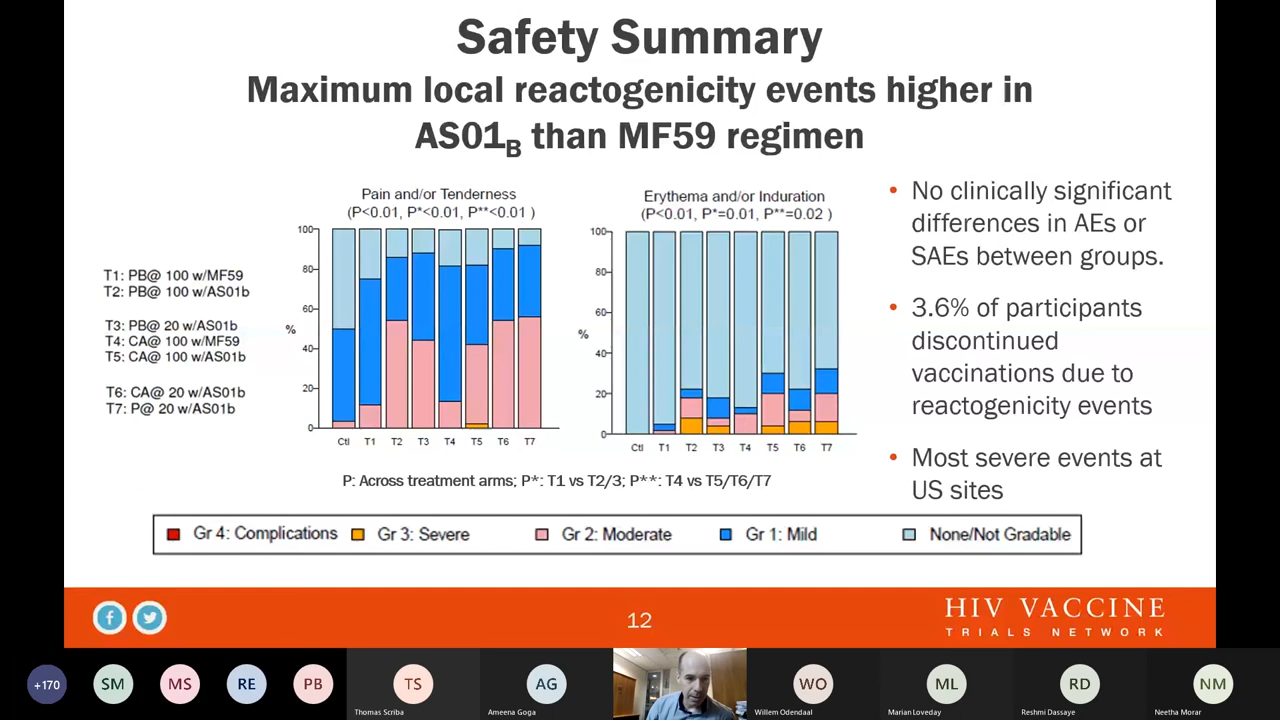 Safety Summary
Maximum local reactogenicity events higher in
AS01B than MF59 regimen
T1: PB@ 100 w/MF59
T2: PB@ 100 w/AS01b
T3: PB@ 20 w/AS01b
T4: CA@ 100 w/MF59
T5: CA@ 100 w/AS01b
T6: CA@ 20 w/AS01b
T7: P@ 20 w/AS01b
Pain and/or Tenderness
(P<0.01, P*<0.01, P**<0.01 )
100
80
60
%
40
20
0
Ctl T1 T2 T3 T4 T5 T6 T7
Erythema and/or Induration
(P<0.01, P*=0.01, P**=0.02 )
100
80
60
%
40
20
0
Ctl T1 T2 T3 T4 T5 T6 T7
P: Across treatment arms; P*: T1 vs T2/3; P**: T4 vs T5/T6/T7
• No clinically significant
differences in AEs or
SAEs between groups.
• 3.6% of participants
discontinued
vaccinations due to
reactogenicity events
• Most severe events at
US sites
Gr 4: Complications Gr 3: Severe Gr 2: Moderate Gr 1: Mild None/Not Gradable
12
HIV VACCINE
TRIALS NETWORK
+170 SM MS RE PB TS AG WO ML RD NM
Thomas Scriba Ameena Goga Willem Odendaal Marian Loveday Reshmi Dassaye Neetha Morar